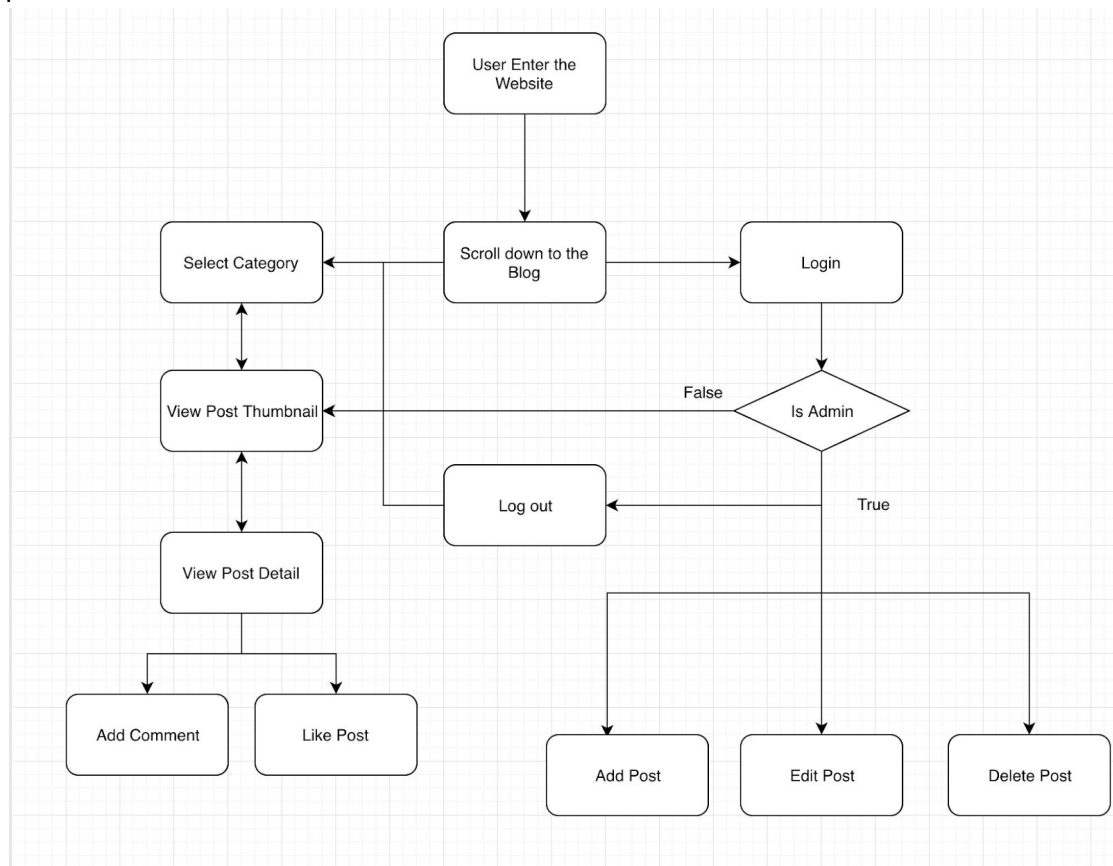 User Enter the
Website
Select Category
Scroll down to the
Blog
Login
View Post Thumbnail
False
Is Admin
Log out
True
View Post Detail
Add Comment
Like Post
Add Post
Edit Post
Delete Post